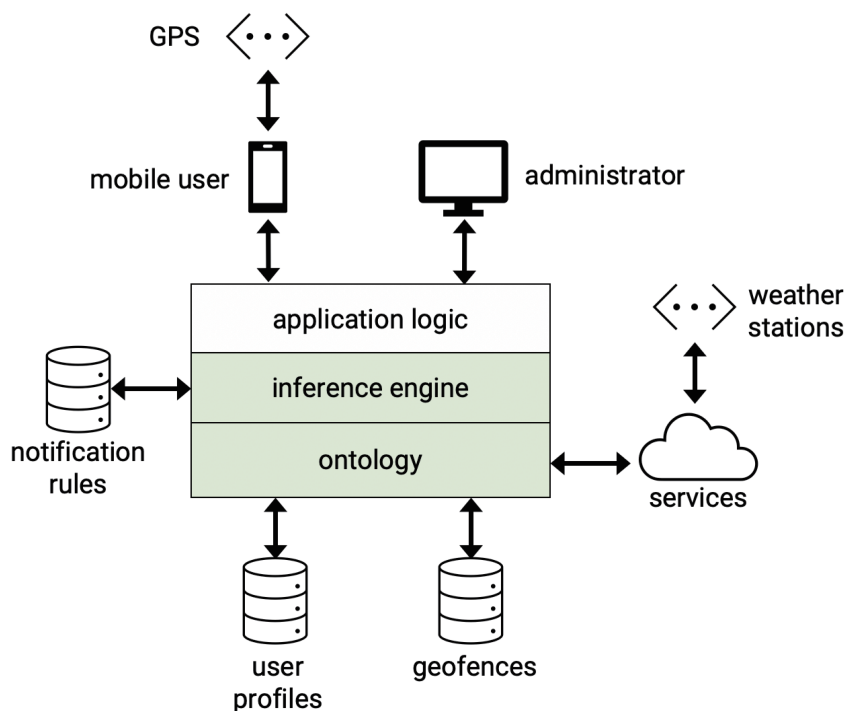 GPS
mobile user
administrator
application logic
weather
stations
inference engine
notification
rules
ontology
services
user
profiles
geofences